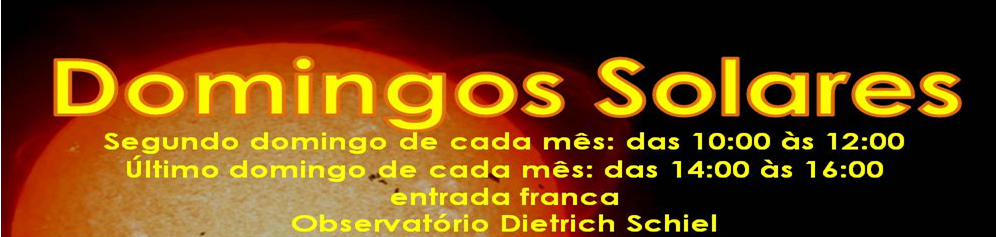 Domingos Solares
Segundo domingo de cada mês: das 10:00 às 12:00
Último domingo de cada mês: das 14:00 às 16:00
entrada franca
Observatório Dietrich Schiel